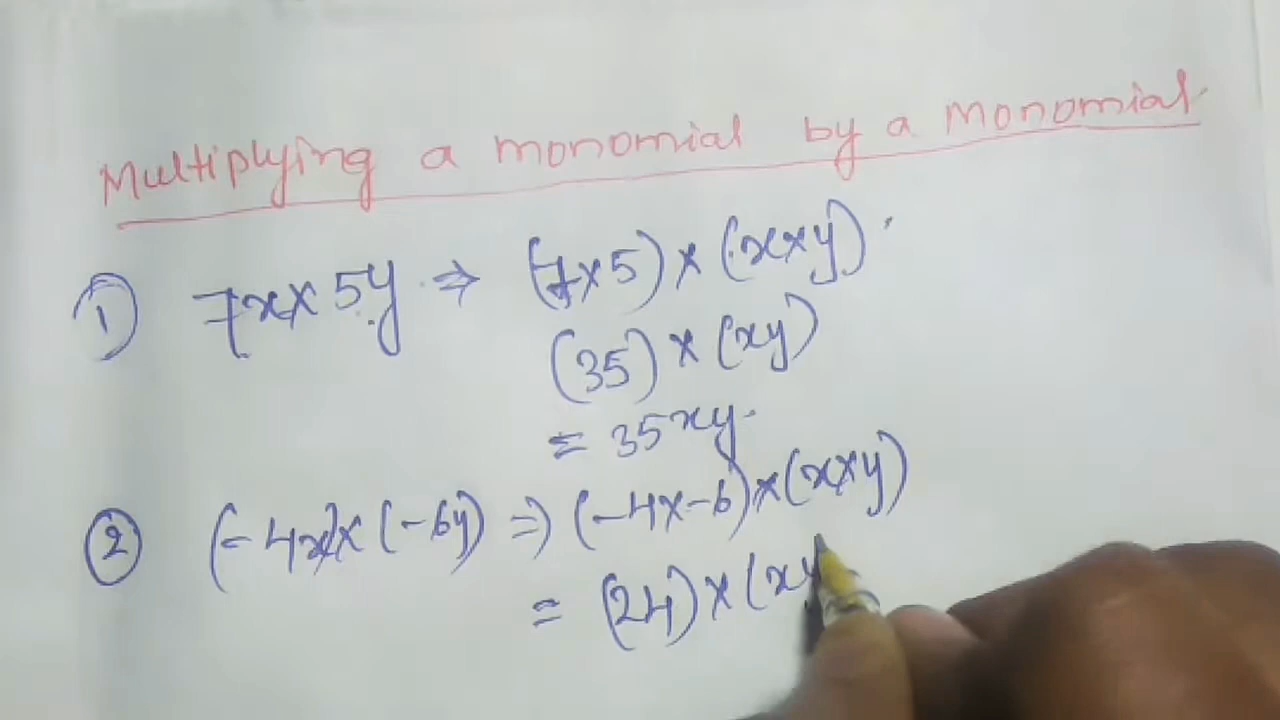 Multiplying a monomial by a Monomial
① 7x×5y ⇒ (7×5)×(x×y)
(35)×(xy)
= 35xy.
② (-4x)×(-6y) ⇒ (-4×-6)×(x×y)
= (24)×(xy